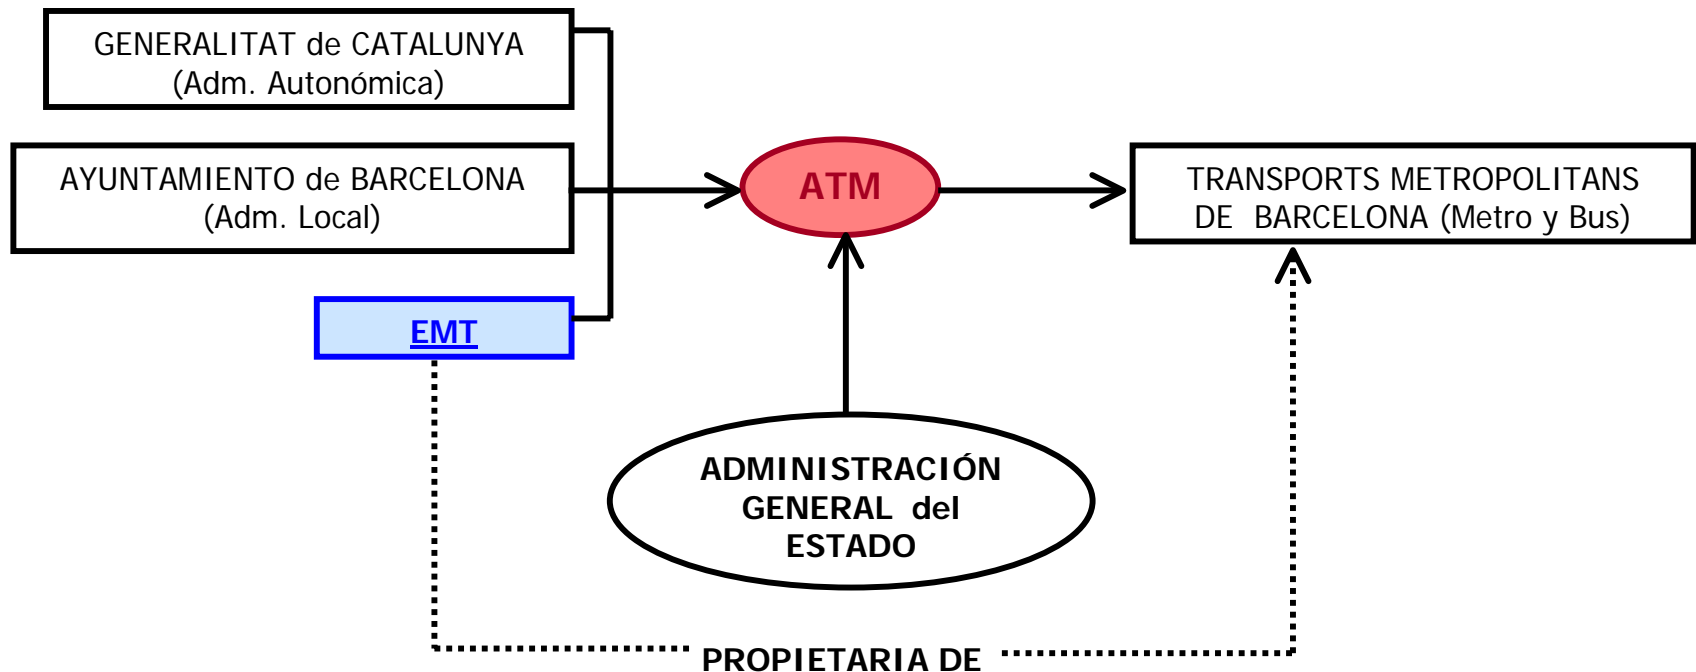 GENERALITAT de CATALUNYA
(Adm. Autonómica)
AYUNTAMIENTO de BARCELONA
(Adm. Local)
EMT
ATM
TRANSPORTS METROPOLITANS
DE BARCELONA (Metro y Bus)
ADMINISTRACIÓN
GENERAL del
ESTADO
PROPIETARIA DE